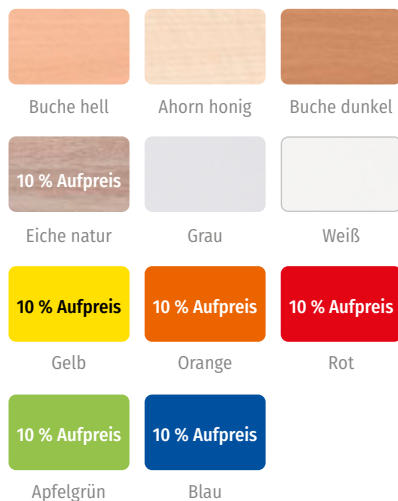 Buche hell
Ahorn honig
Buche dunkel
10 % Aufpreis
Eiche natur
Grau
Weiß
10 % Aufpreis
10 % Aufpreis
10 % Aufpreis
Gelb
Orange
Rot
10 % Aufpreis
10 % Aufpreis
Apfelgrün
Blau